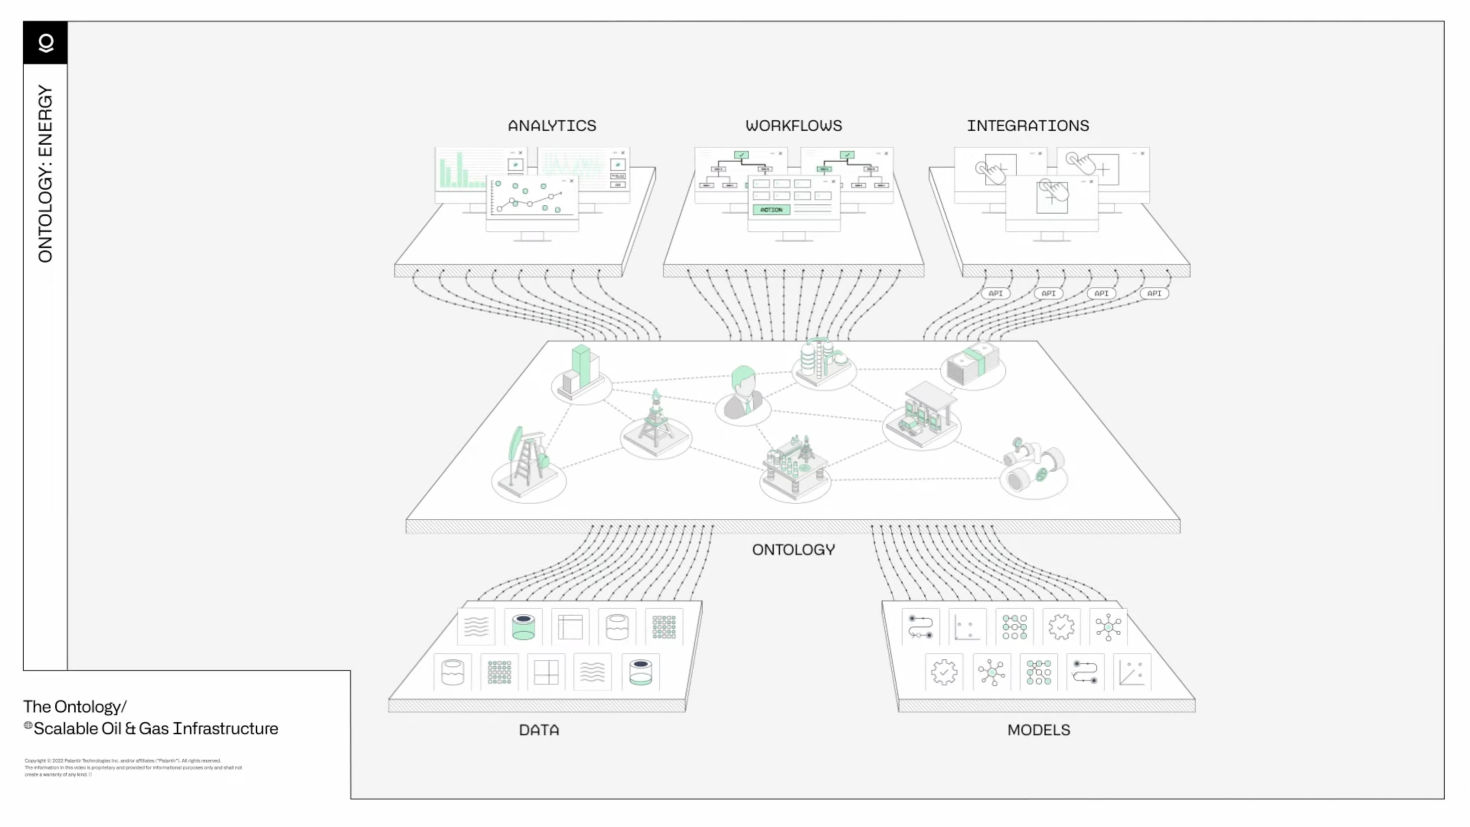 ONTOLOGY: ENERGY
ANALYTICS
WORKFLOWS
INTEGRATIONS
ACTION
API
API
API
API
ONTOLOGY
DATA
MODELS
The Ontology/
Scalable Oil & Gas Infrastructure
Copyright © 2022 Palantir Technologies Inc. and/or affiliates ("Palantir"). All rights reserved.
The information in this video is proprietary and provided for informational purposes only and shall not
create a warranty of any kind.